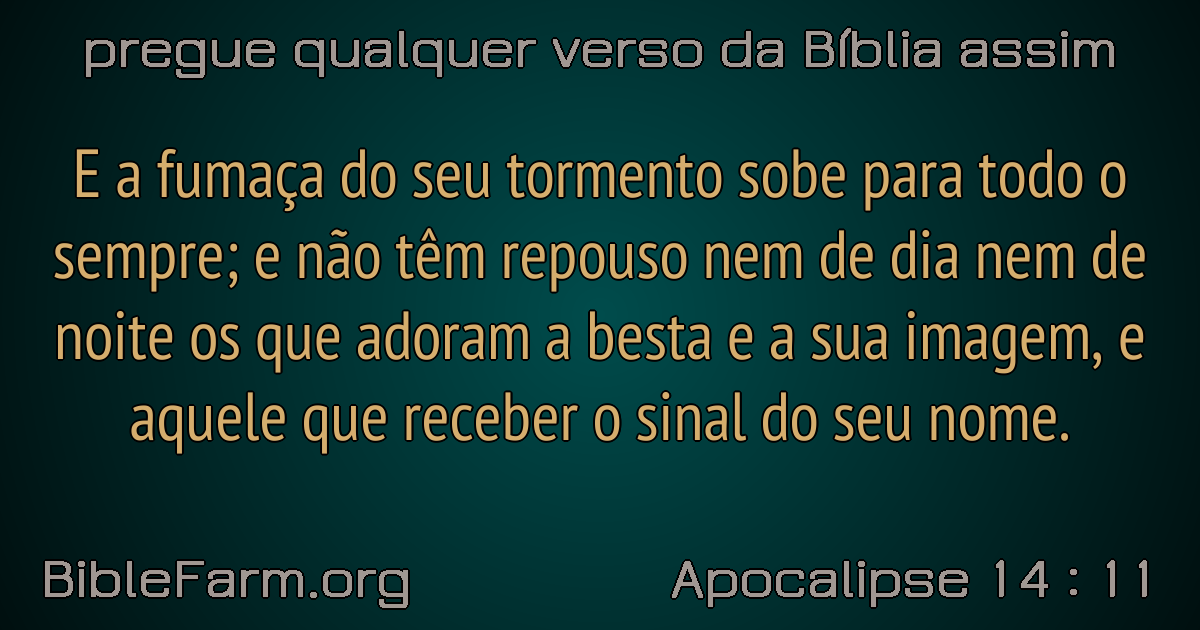 pregue qualquer verso da Bíblia assim
E a fumaça do seu tormento sobe para todo o
sempre; e não têm repouso nem de dia nem de
noite os que adoram a besta e a sua imagem, e
aquele que receber o sinal do seu nome.
BibleFarm.org
Apocalipse 14 : 11